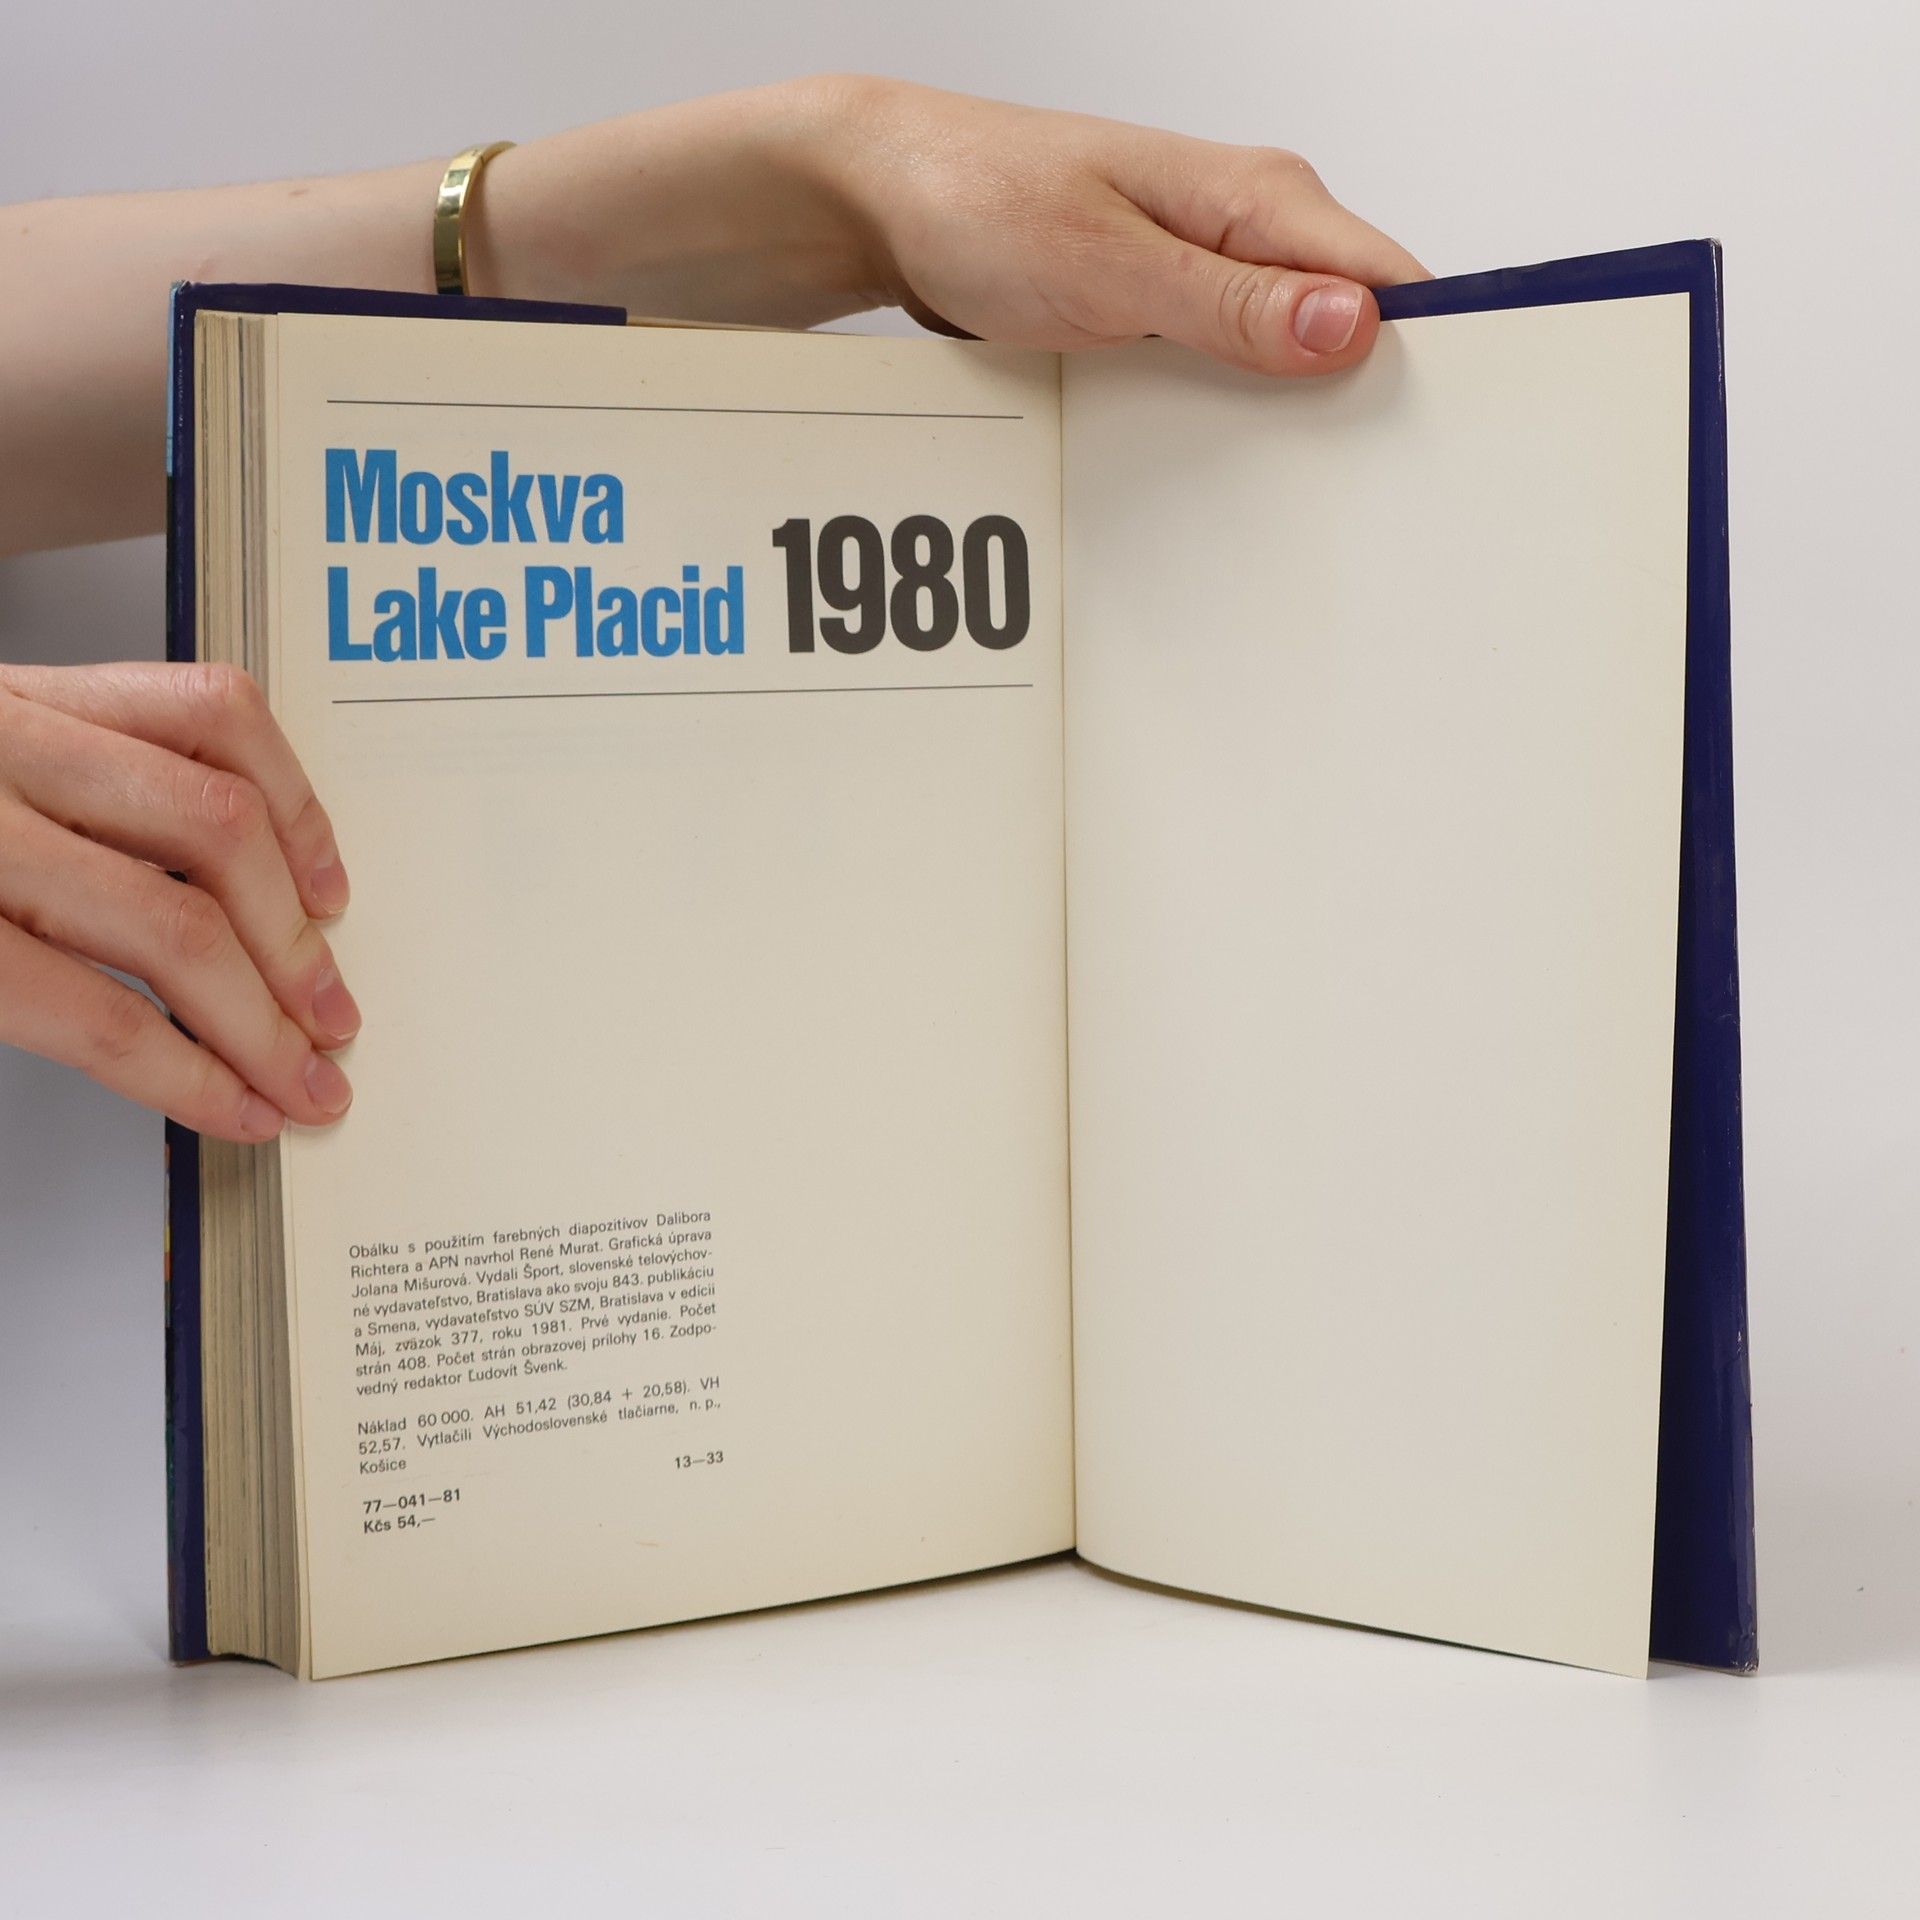 Moskva
Lake Placid 1980
Obálku s použitím farebných diapozitívov Dalibora
Richtera a APN navrhol René Murat. Grafická úprava
Jolana Mišurová. Vydali Šport, slovenské telovýchov-
né vydavateľstvo, Bratislava ako svoju 843. publikáciu
a Smena, vydavateľstvo SÚV SZM, Bratislava v edícii
Máj, zväzok 377, roku 1981. Prvé vydanie. Počet
strán 408. Počet strán obrazovej prílohy 16. Zodpo-
vedný redaktor Ľudovít Švenk.
Náklad 60 000. AH 51,42 (30,84 + 20,58). VH
52,57. Vytlačili Východoslovenské tlačiarne, n. p.,
Košice
13—33
77—041—81
Kčs 54,—